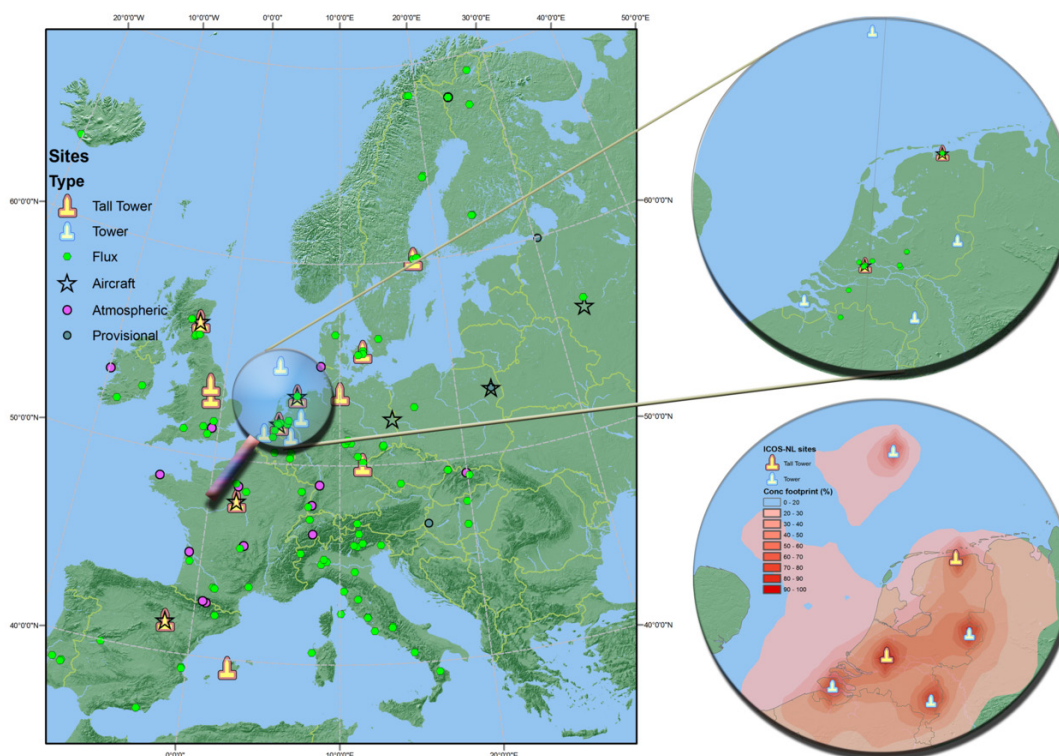 20°0'0"W 10°0'0"W 0°0'0" 10°0'0"E 20°0'0"E 30°0'0"E 40°0'0"E 50°0'0"E
Sites
Type
Tall Tower
Tower
Flux
Aircraft
Atmospheric
Provisional
60°0'0"N 60°0'0"N
50°0'0"N 50°0'0"N
40°0'0"N 40°0'0"N
0°0'0" 10°0'0"E 20°0'0"E
ICOS-NL sites
Tall Tower
Tower
Conc footprint (%)
0 - 20
20 - 30
30 - 40
40 - 50
50 - 60
60 - 70
70 - 80
80 - 90
90 - 100